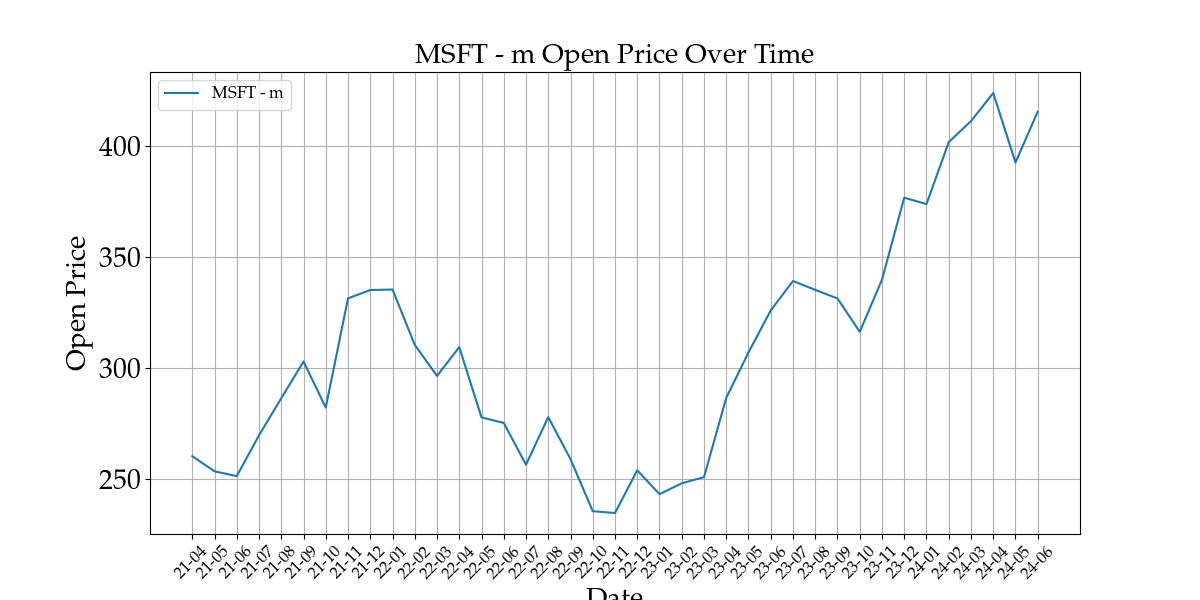 MSFT - m Open Price Over Time
MSFT - m
Open Price
400
350
300
250
21-04 21-05 21-06 21-07 21-08 21-09 21-10 21-11 21-12 22-01 22-02 22-03 22-04 22-05 22-06 22-07 22-08 22-09 22-10 22-11 22-12 23-01 23-02 23-03 23-04 23-05 23-06 23-07 23-08 23-09 23-10 23-11 23-12 24-01 24-02 24-03 24-04 24-05 24-06
Date